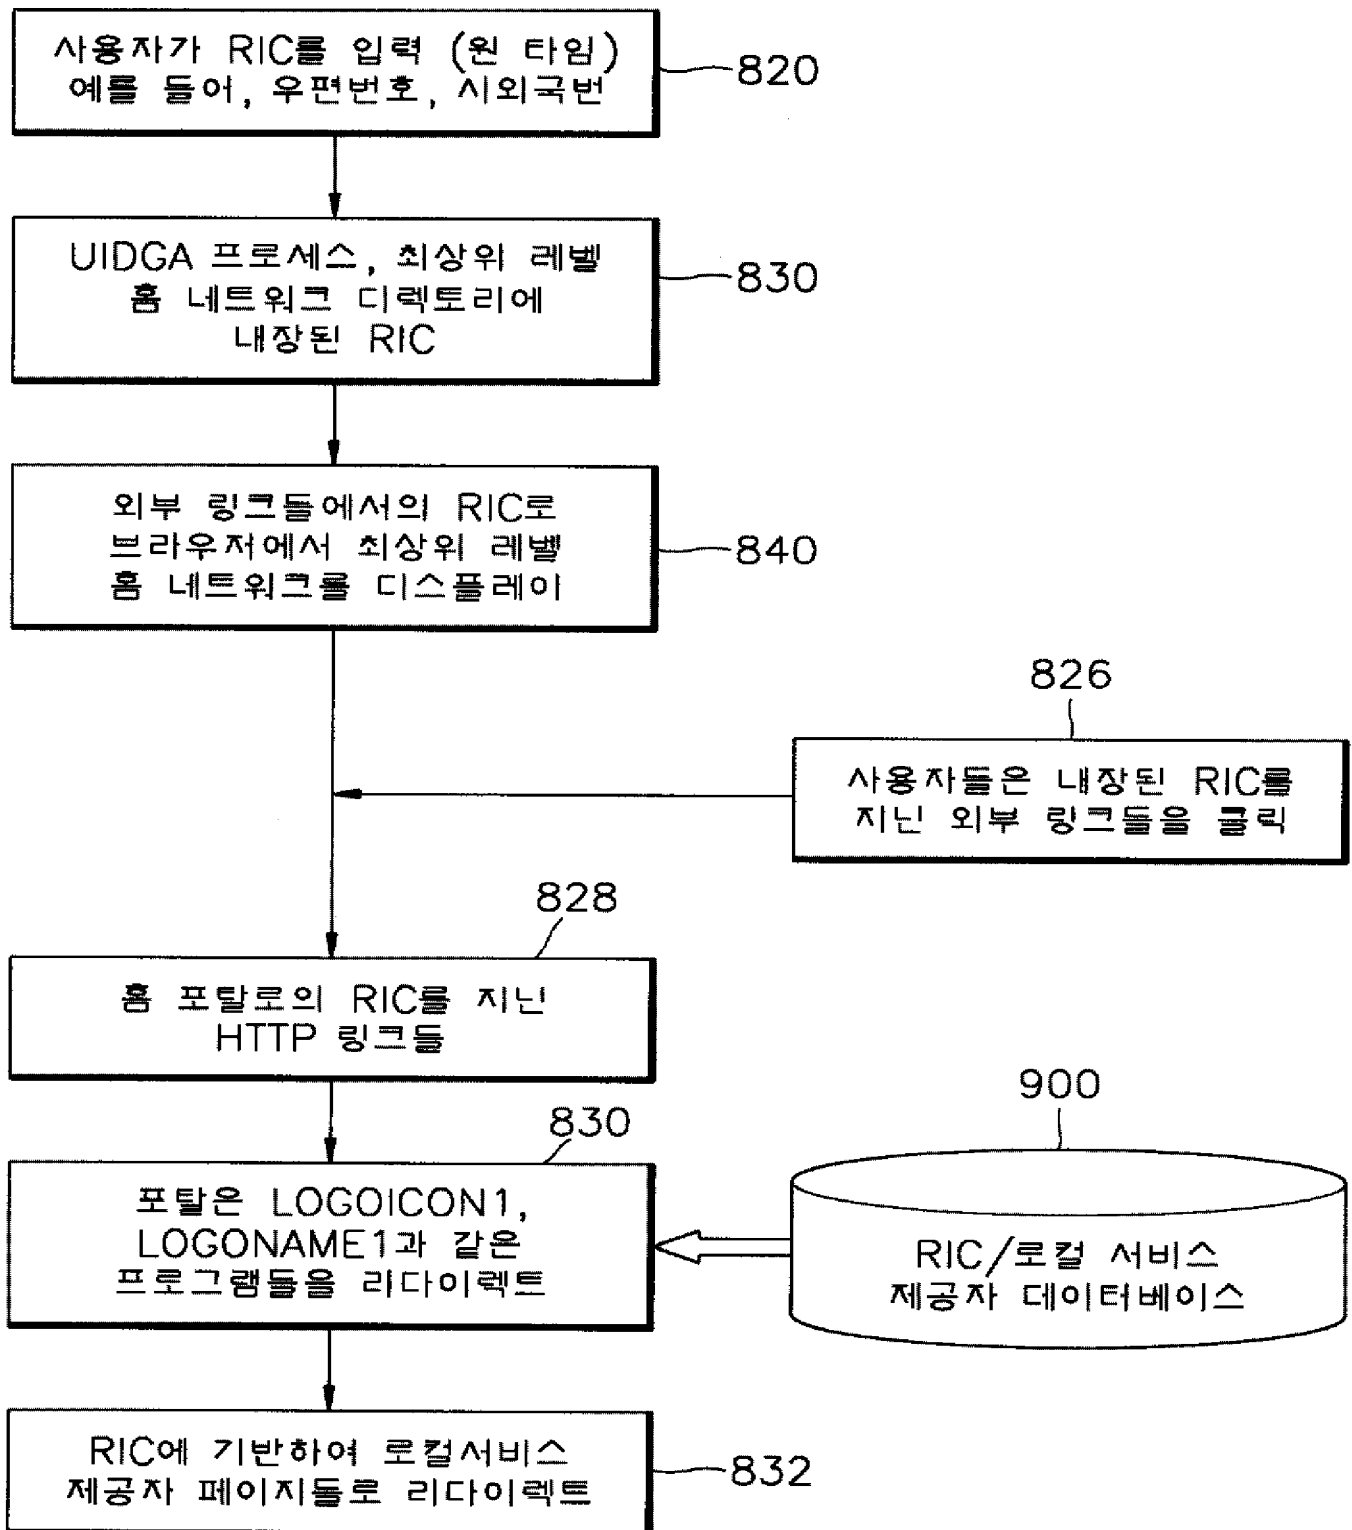 사용자가 RIC를 입력 (원 타임)
예를 들어, 우편번호, 시외국번
820
UIDGA 프로세스, 최상위 레벨
홈 네트워크 디렉토리에
내장된 RIC
830
외부 링크들에서의 RIC로
브라우저에서 최상위 레벨
홈 네트워크를 디스플레이
840
826
사용자들은 내장된 RIC를
지닌 외부 링크들을 클릭
828
홈 포탈로의 RIC를 지닌
HTTP 링크들
830
포탈은 LOGOICON1,
LOGONAME1과 같은
프로그램들을 리다이렉트
900
RIC/로컬 서비스
제공자 데이터베이스
RIC에 기반하여 로컬서비스
제공자 페이지들로 리다이렉트
832